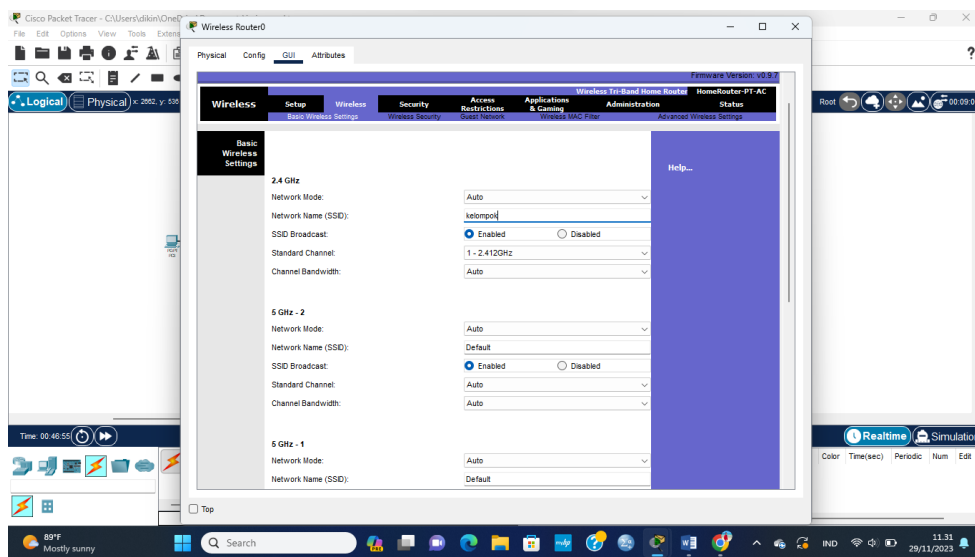 Cisco Packet Tracer - C:\Users\dikin\One
Wireless Router0
File Edit Options View Tools Extens
Physical Config GUI Attributes
Firmware Version: v0.9.7
Wireless Tri-Band Home Router HomeRouter-PT-AC
Logical Physical x: 2662, y: 536
Root 00:09:0
Wireless Setup Wireless Security Access Restrictions Applications & Gaming Administration Status
Basic Wireless Settings Wireless Security Guest Network Wireless MAC Filter Advanced Wireless Settings
Basic Wireless Settings
Help...
2.4 GHz
Network Mode: Auto
Network Name (SSID): kelompok
SSID Broadcast: Enabled Disabled
Standard Channel: 1 - 2.412GHz
Channel Bandwidth: Auto
5 GHz - 2
Network Mode: Auto
Network Name (SSID): Default
SSID Broadcast: Enabled Disabled
Standard Channel: Auto
Channel Bandwidth: Auto
5 GHz - 1
Network Mode: Auto
Network Name (SSID): Default
Time: 00:46:55
Realtime Simulatio
Color Time(sec) Periodic Num Edit
Top
89°F
Mostly sunny
Search
IND
11.31
29/11/2023